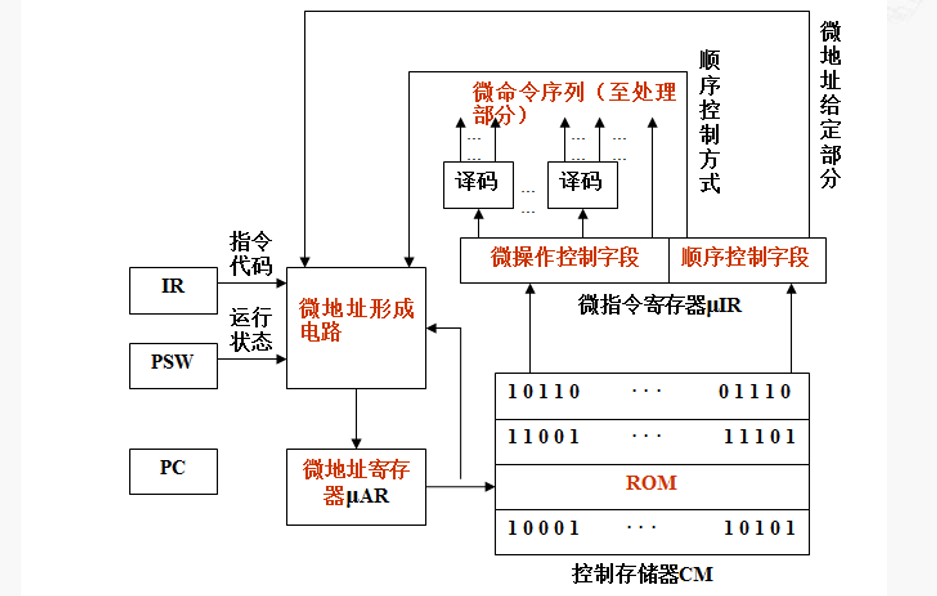 微地址给定部分
顺序控制方式
微命令序列（至处理
部分）
... ... ...
... ... ...
译码
...
...
译码
微操作控制字段
顺序控制字段
微指令寄存器μIR
指令
代码
IR
运行
状态
PSW
微地址形成
电路
PC
微地址寄存
器μAR
10110 ··· 01110
11001 ··· 11101
ROM
10001 ··· 10101
控制存储器CM